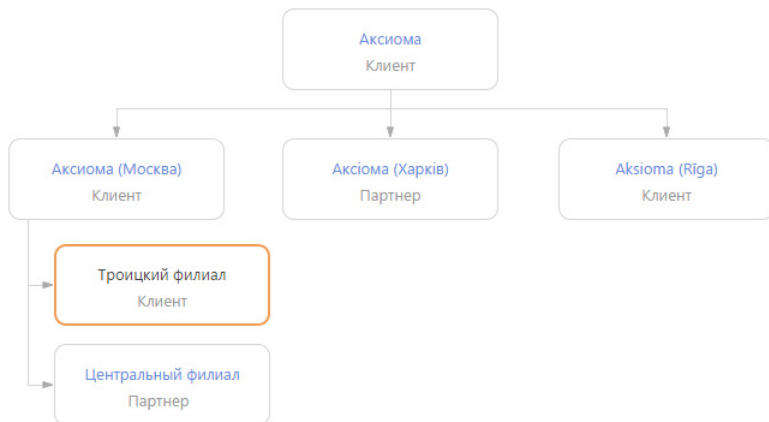 Аксиома
Клиент
Аксиома (Москва)
Клиент
Аксіома (Харків)
Партнер
Aksioma (Rīga)
Клиент
Троицкий филиал
Клиент
Центральный филиал
Партнер